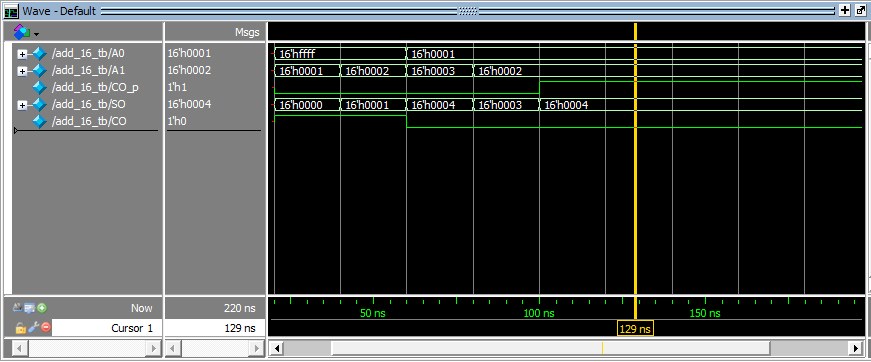 Wave - Default
Msgs
/add_16_tb/A0 16'h0001 16'hffff 16'h0001
/add_16_tb/A1 16'h0002 16'h0001 16'h0002 16'h0003 16'h0002
/add_16_tb/CO_p 1'h1
/add_16_tb/SO 16'h0004 16'h0000 16'h0001 16'h0004 16'h0003 16'h0004
/add_16_tb/CO 1'h0
Now 220 ns 50 ns 100 ns 150 ns
Cursor 1 129 ns 129 ns